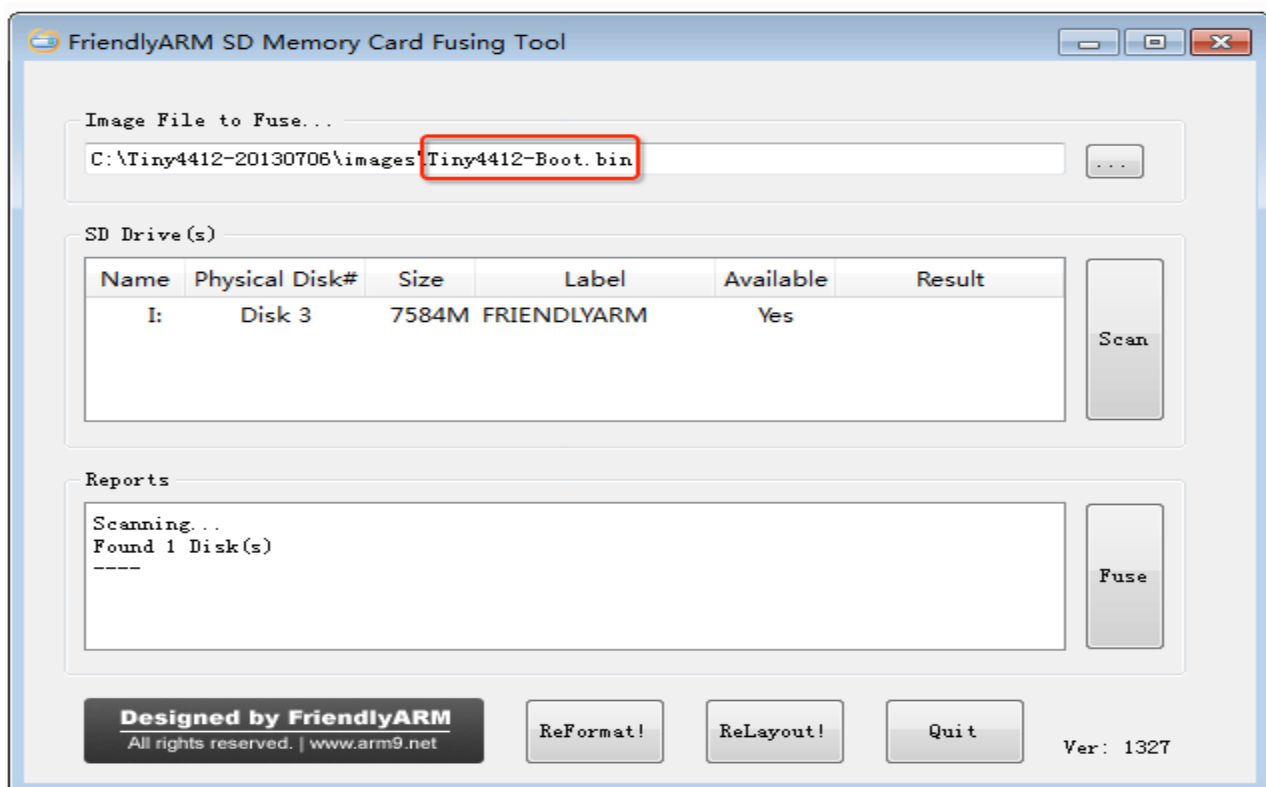 FriendlyARM SD Memory Card Fusing Tool
Image File to Fuse...
C:\Tiny4412-20130706\images\Tiny4412-Boot.bin
...
SD Drive(s)
Name Physical Disk# Size Label Available Result
I: Disk 3 7584M FRIENDLYARM Yes
Scan
Reports
Scanning...
Found 1 Disk(s)
----
Fuse
Designed by FriendlyARM
All rights reserved. | www.arm9.net
ReFormat!
ReLayout!
Quit
Ver: 1327